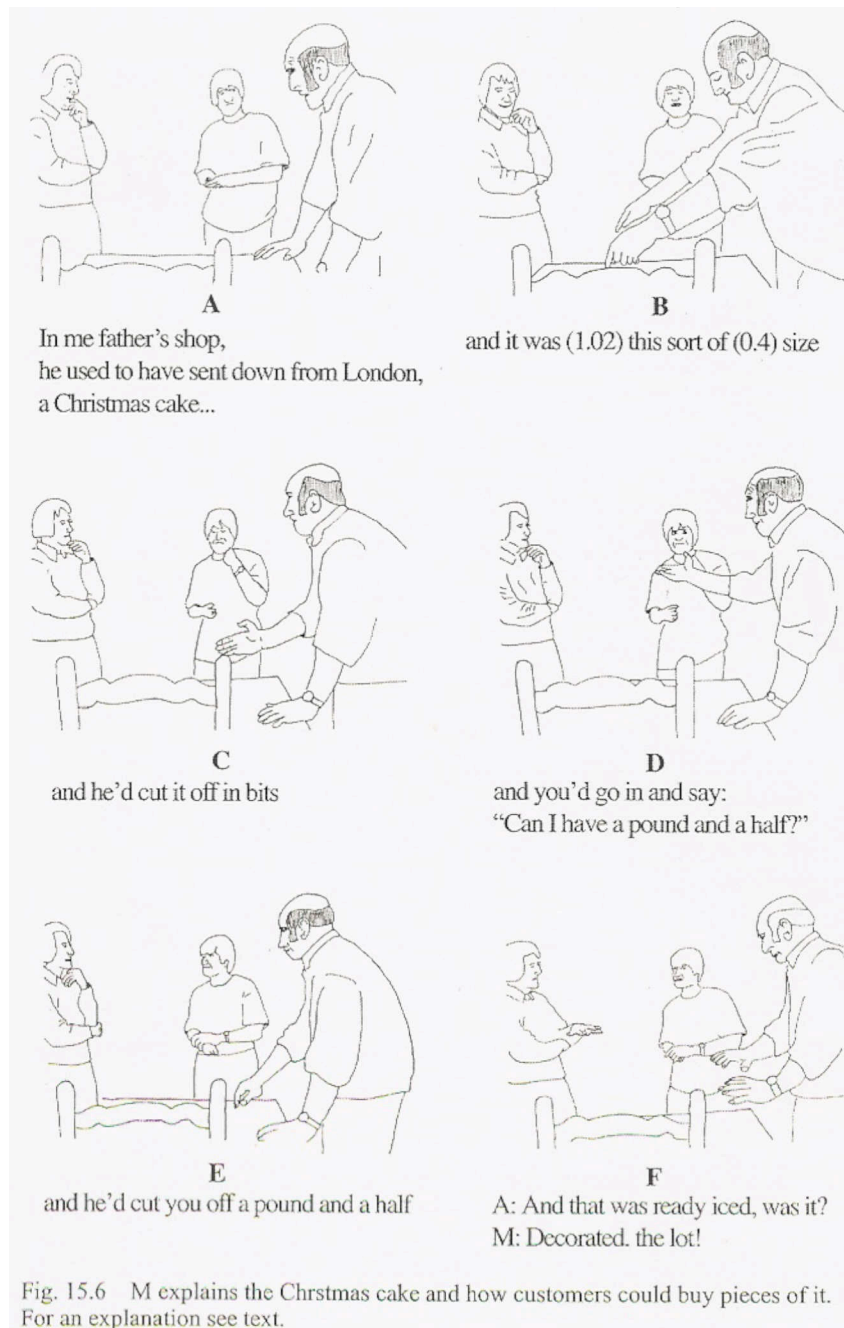 A
In me father's shop,
he used to have sent down from London,
a Christmas cake...
B
and it was (1.02) this sort of (0.4) size
C
and he'd cut it off in bits
D
and you'd go in and say:
“Can I have a pound and a half?”
E
and he'd cut you off a pound and a half
F
A: And that was ready iced, was it?
M: Decorated. the lot!
Fig. 15.6 M explains the Chrstmas cake and how customers could buy pieces of it.
For an explanation see text.